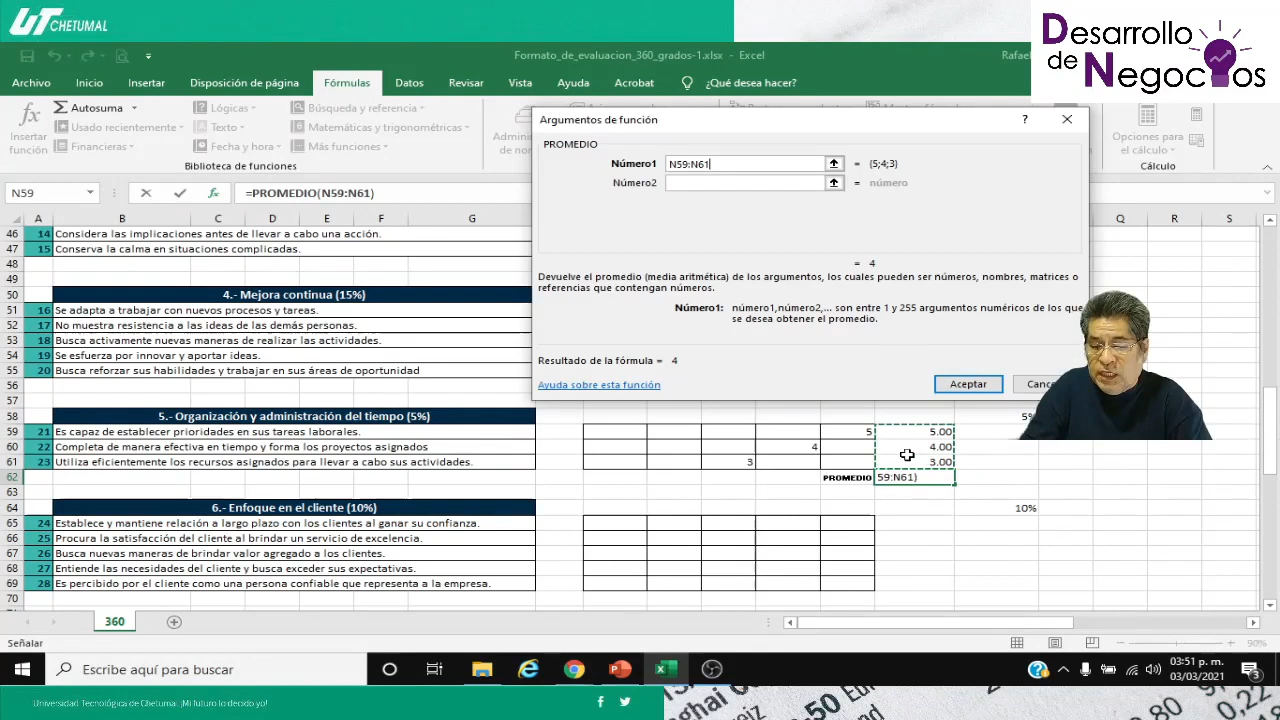 UT CHETUMAL
Desarrollo
de Negocios
Formato_de_evaluacion_360_grados-1.xlsx - Excel
Rafael
Archivo Inicio Insertar Disposición de página Fórmulas Datos Revisar Vista Ayuda Acrobat ¿Qué desea hacer?
fx
Insertar
función
Autosuma
Usado recientemente
Financieras
Lógicas
Texto
Fecha y hora
Búsqueda y referencia
Matemáticas y trigonométricas
Más funciones
Biblioteca de funciones
Opciones de
Cálculo
Argumentos de función
?
PROMEDIO
Número1 N59:N61 = {5;4;3}
Número2 = número
= 4
Devuelve el promedio (media aritmética) de los argumentos, los cuales pueden ser números, nombres, matrices o
referencias que contengan números.
Número1: número1,número2,... son entre 1 y 255 argumentos numéricos de los que
se desea obtener el promedio.
Resultado de la fórmula = 4
Ayuda sobre esta función
Aceptar
N59 fx =PROMEDIO(N59:N61)
A B C D E F G Q R S
46 14 Considera las implicaciones antes de llevar a cabo una acción.
47 15 Conserva la calma en situaciones complicadas.
48
49
50 4.- Mejora continua (15%)
51 16 Se adapta a trabajar con nuevos procesos y tareas.
52 17 No muestra resistencia a las ideas de las demás personas.
53 18 Busca activamente nuevas maneras de realizar las actividades.
54 19 Se esfuerza por innovar y aportar ideas.
55 20 Busca reforzar sus habilidades y trabajar en sus áreas de oportunidad
56
57
58 5.- Organización y administración del tiempo (5%) 5%
59 21 Es capaz de establecer prioridades en sus tareas laborales. 5 5.00
60 22 Completa de manera efectiva en tiempo y forma los proyectos asignados 4 4.00
61 23 Utiliza eficientemente los recursos asignados para llevar a cabo sus actividades. 3 3.00
62 PROMEDIO 59:N61)
63
64 6.- Enfoque en el cliente (10%) 10%
65 24 Establece y mantiene relación a largo plazo con los clientes al ganar su confianza.
66 25 Procura la satisfacción del cliente al brindar un servicio de excelencia.
67 26 Busca nuevas maneras de brindar valor agregado a los clientes.
68 27 Entiende las necesidades del cliente y busca exceder sus expectativas.
69 28 Es percibido por el cliente como una persona confiable que representa a la empresa.
70
360
Señalar
90%
Escribe aquí para buscar
03:51 p. m.
03/03/2021
3
Universidad Tecnológica de Chetumal. ¡Mi futuro lo decido yo!